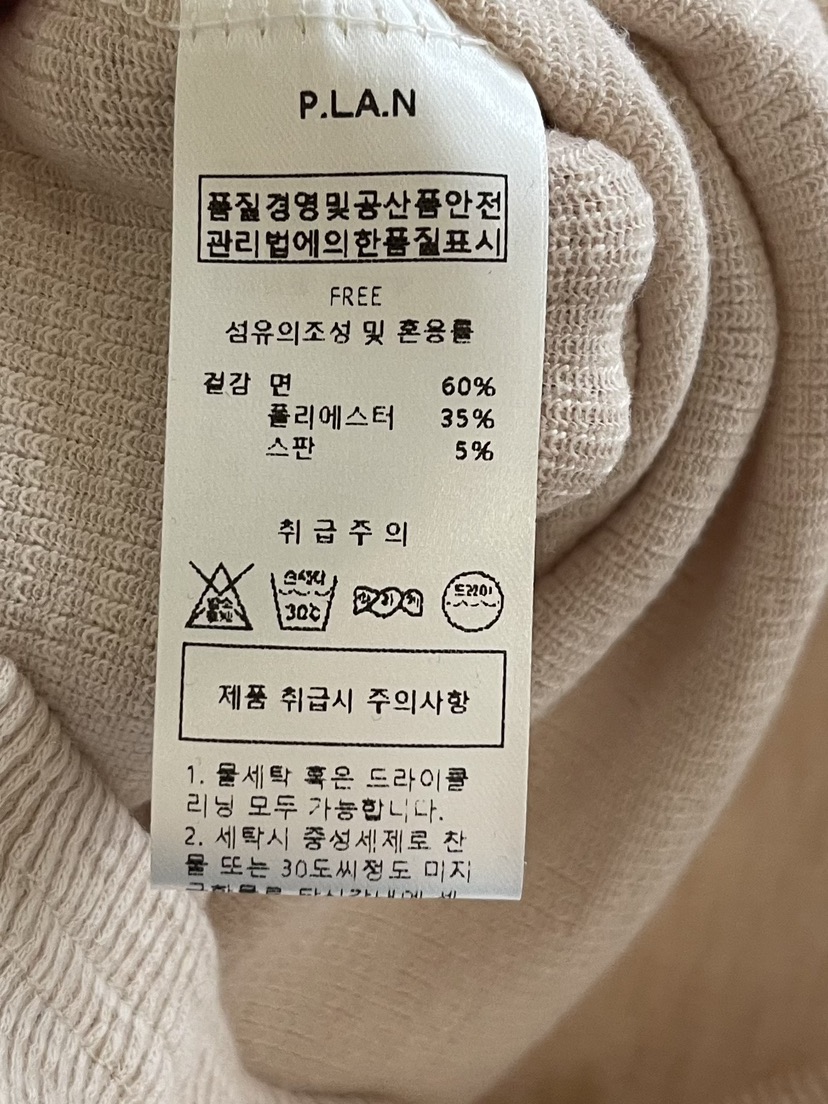 P.LA.N
품질경영및공산품안전
관리법에의한품질표시
FREE
섬유의조성 및 혼용률
겉감 면 60%
폴리에스터 35%
스판 5%
취 급 주 의
30℃
드라이
제품 취급시 주의사항
1. 물세탁 혹은 드라이클
리닝 모두 가능합니다.
2. 세탁시 중성세제로 찬
물 또는 30도씨정도 미지